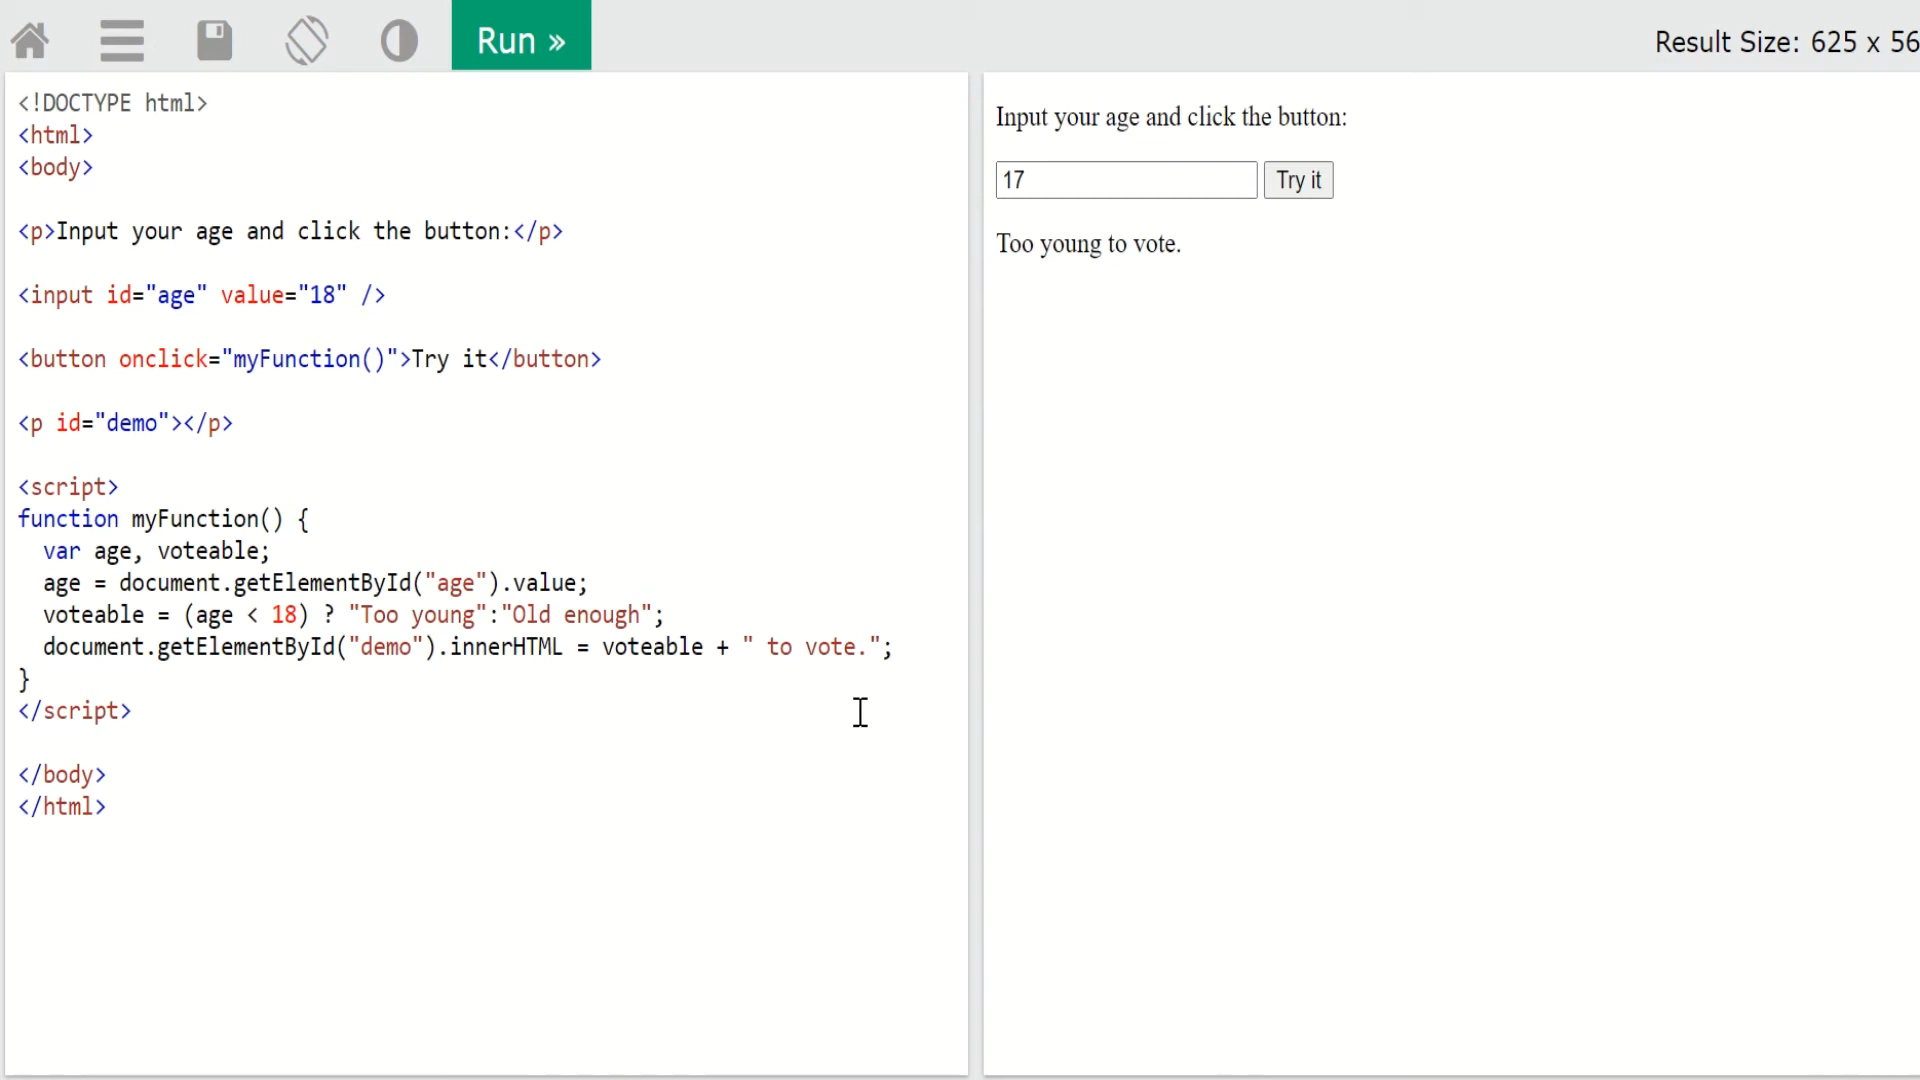 Run »
Result Size: 625 x 56
<!DOCTYPE html>
<html>
<body>
<p>Input your age and click the button:</p>
<input id="age" value="18" />
<button onclick="myFunction()">Try it</button>
<p id="demo"></p>
<script>
function myFunction() {
  var age, voteable;
  age = document.getElementById("age").value;
  voteable = (age < 18) ? "Too young":"Old enough";
  document.getElementById("demo").innerHTML = voteable + " to vote.";
}
</script>
</body>
</html>
Input your age and click the button:
17 Try it
Too young to vote.